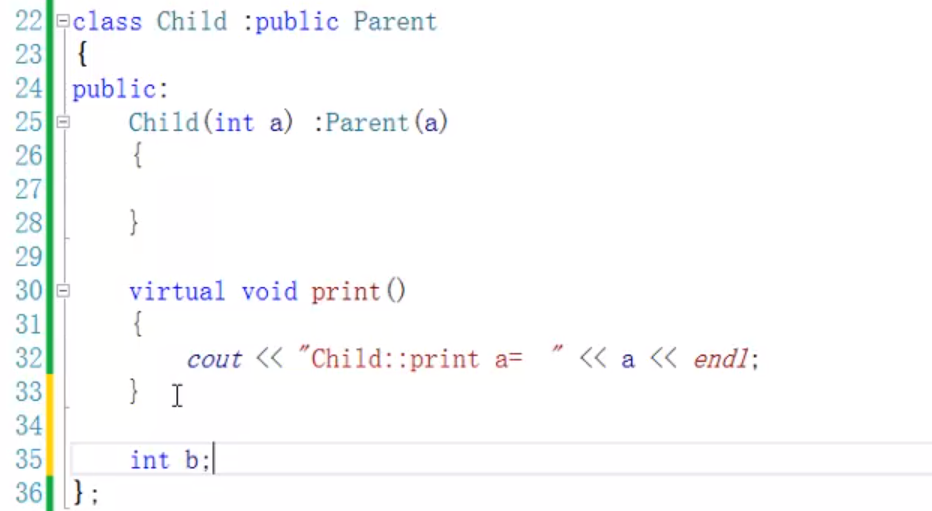 22 class Child :public Parent
23 {
24 public:
25 Child(int a) :Parent(a)
26 {
27
28 }
29
30 virtual void print()
31 {
32 cout << "Child::print a=  " << a << endl;
33 }
34
35 int b;
36 };